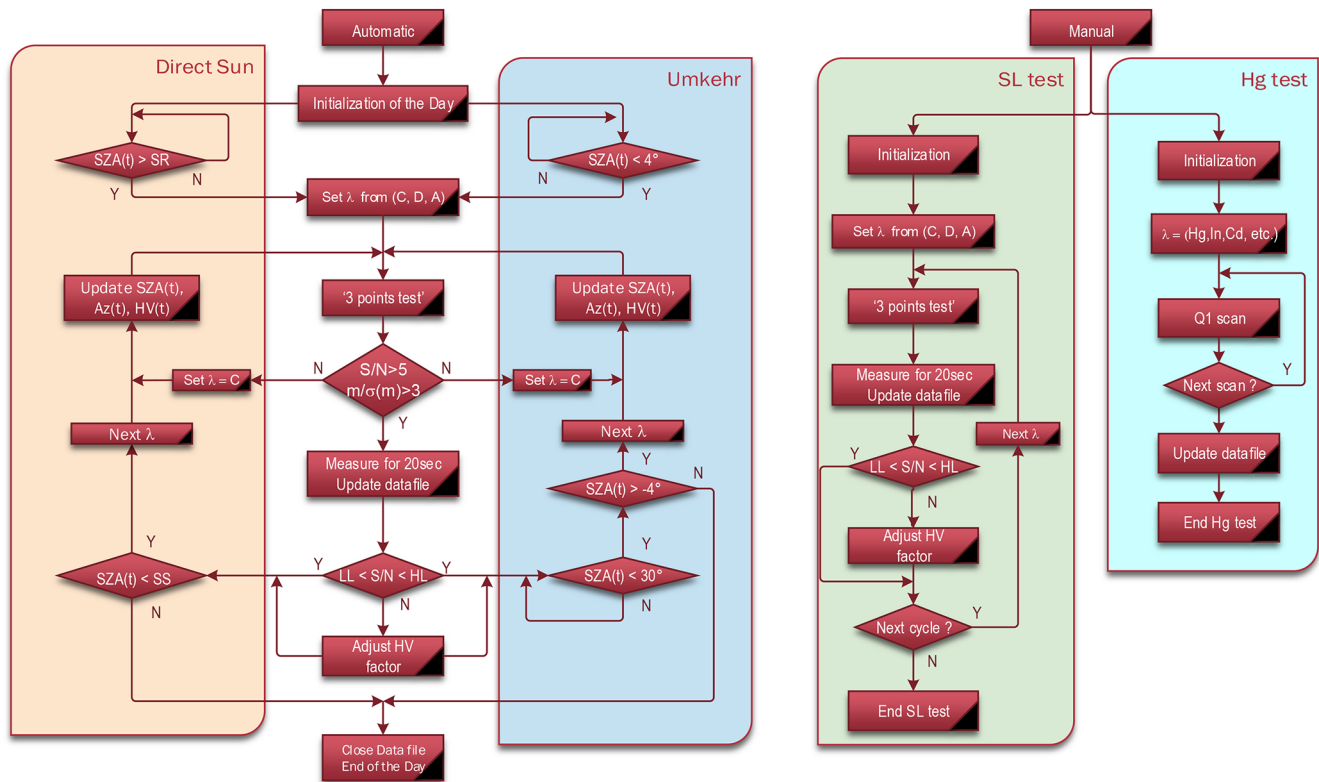 Automatic
Manual
Direct Sun
Umkehr
SL test
Hg test
Initialization of the Day
SZA(t) > SR
N
Y
SZA(t) < 4°
N
Y
Set λ from (C, D, A)
Update SZA(t),
Az(t), HV(t)
‘3 points test’
Update SZA(t),
Az(t), HV(t)
N
S/N>5
m/σ(m)>3
N
Y
Set λ = C
Set λ = C
Next λ
Next λ
Measure for 20sec
Update datafile
Y
SZA(t) > -4°
N
Y
SZA(t) < SS
N
Y
LL < S/N < HL
Y
N
Y
SZA(t) < 30°
N
Adjust HV
factor
Close Data file
End of the Day
Initialization
Set λ from (C, D, A)
‘3 points test’
Measure for 20sec
Update datafile
Next λ
Y
LL < S/N < HL
N
Adjust HV
factor
Next cycle ?
Y
N
End SL test
Initialization
λ = (Hg,In,Cd, etc.)
Q1 scan
Next scan ?
Y
Update datafile
End Hg test